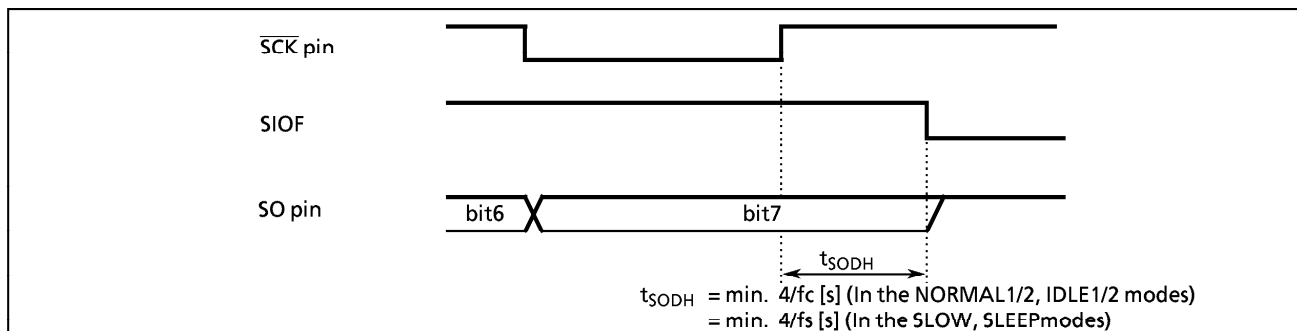 SCK pin
SIOF
SO pin
bit6 bit7
tSODH
tSODH = min. 4/fc [s] (In the NORMAL1/2, IDLE1/2 modes)
= min. 4/fs [s] (In the SLOW, SLEEPmodes)